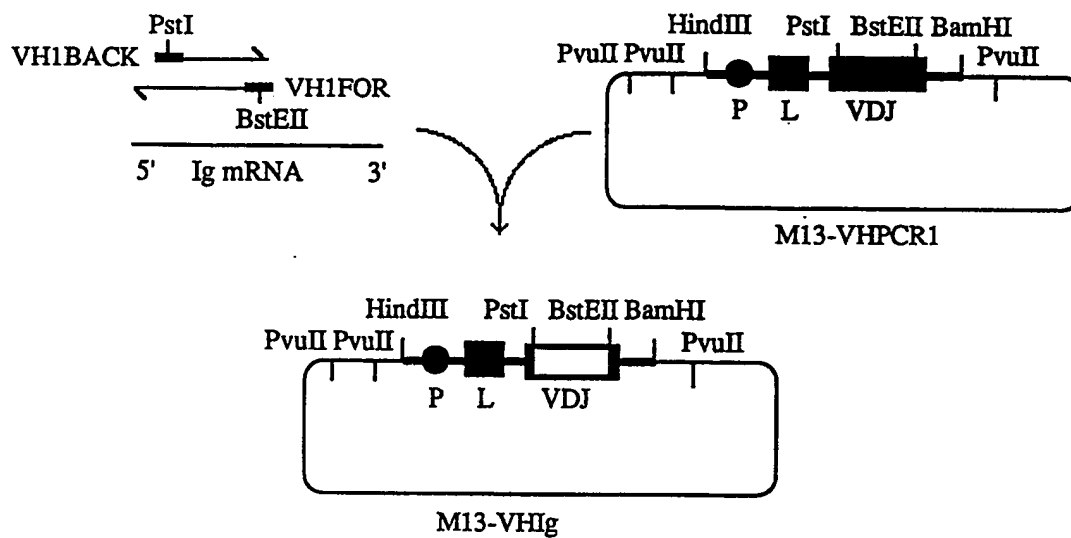 PstI
VH1BACK
VH1FOR
BstEII
5' Ig mRNA 3'
HindIII PstI BstEII BamHI
PvuII PvuII PvuII
P L VDJ
M13-VHPCR1
HindIII PstI BstEII BamHI
PvuII PvuII PvuII
P L VDJ
M13-VHIg